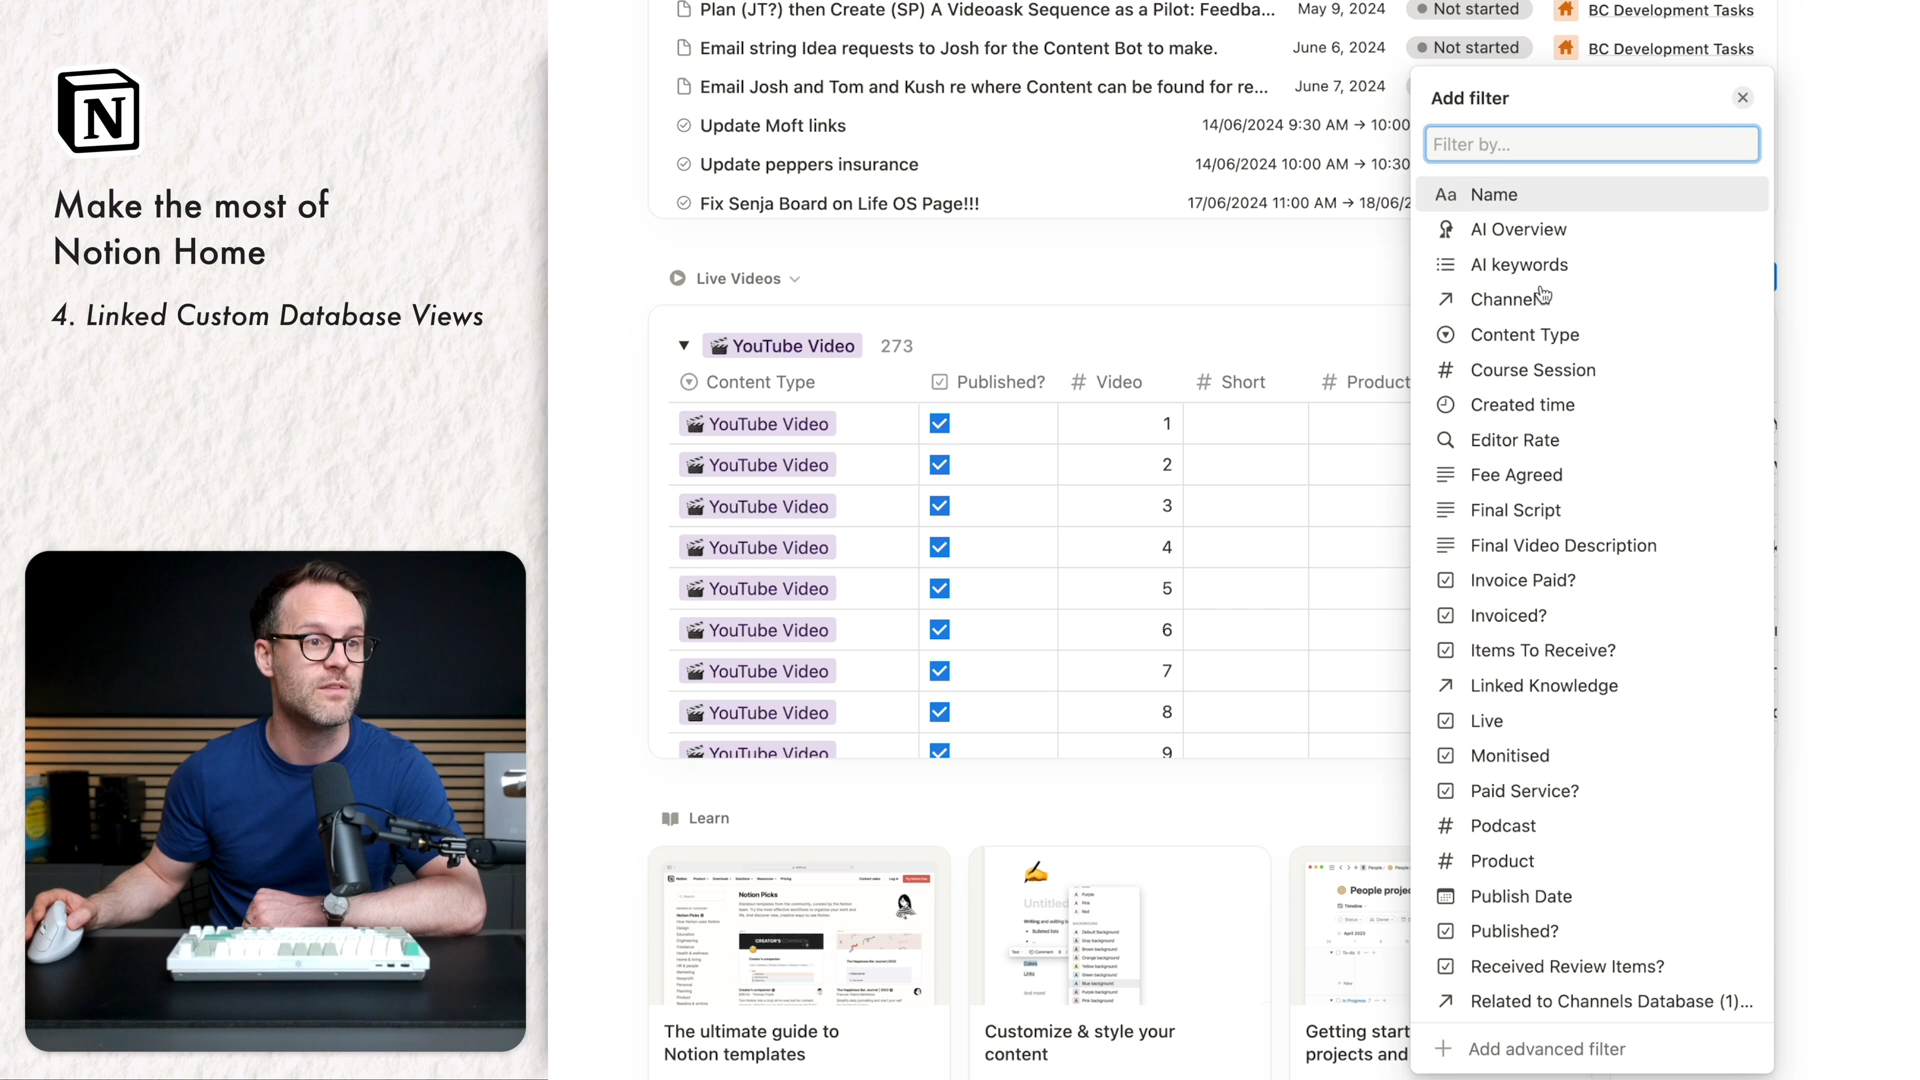 N
Make the most of
Notion Home
4. Linked Custom Database Views
Plan (JT?) then Create (SP) A Videoask Sequence as a Pilot: Feedba... May 9, 2024 Not started BC Development Tasks
Email string Idea requests to Josh for the Content Bot to make. June 6, 2024 Not started BC Development Tasks
Email Josh and Tom and Kush re where Content can be found for re... June 7, 2024
Update Moft links 14/06/2024 9:30 AM → 10:00
Update peppers insurance 14/06/2024 10:00 AM → 10:30
Fix Senja Board on Life OS Page!!! 17/06/2024 11:00 AM → 18/06/2
Live Videos
YouTube Video 273
Content Type Published? # Video # Short # Product
YouTube Video 1
YouTube Video 2
YouTube Video 3
YouTube Video 4
YouTube Video 5
YouTube Video 6
YouTube Video 7
YouTube Video 8
YouTube Video 9
Learn
Notion Picks
The ultimate guide to
Notion templates
Untitled
Customize & style your
content
People projec
Getting start
projects and
Add filter
Filter by...
Aa Name
AI Overview
AI keywords
Channel
Content Type
# Course Session
Created time
Editor Rate
Fee Agreed
Final Script
Final Video Description
Invoice Paid?
Invoiced?
Items To Receive?
Linked Knowledge
Live
Monitised
Paid Service?
# Podcast
# Product
Publish Date
Published?
Received Review Items?
Related to Channels Database (1)...
+ Add advanced filter